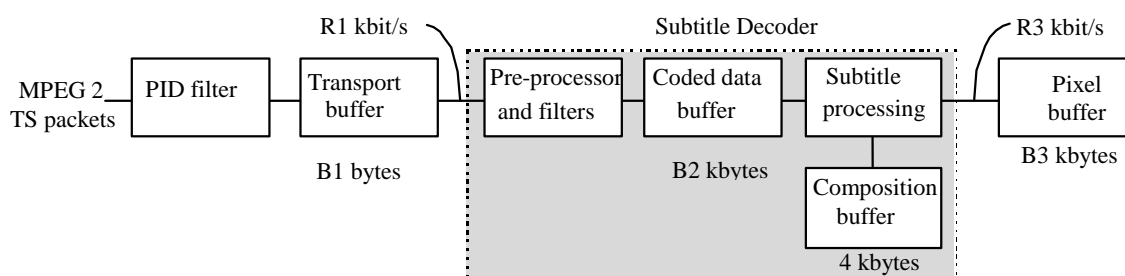 R1 kbit/s
Subtitle Decoder
R3 kbit/s
MPEG 2
TS packets
PID filter
Transport
buffer
Pre-processor
and filters
Coded data
buffer
Subtitle
processing
Pixel
buffer
B1 bytes
B2 kbytes
B3 kbytes
Composition
buffer
4 kbytes